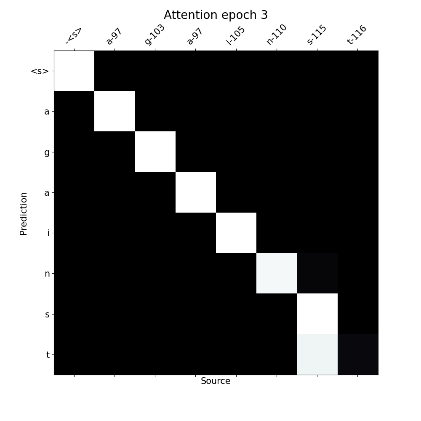 Attention epoch 3
-<s> a-97 g-103 a-97 i-105 n-110 s-115 t-116
<s>
a
g
a
i
n
s
t
Prediction
Source